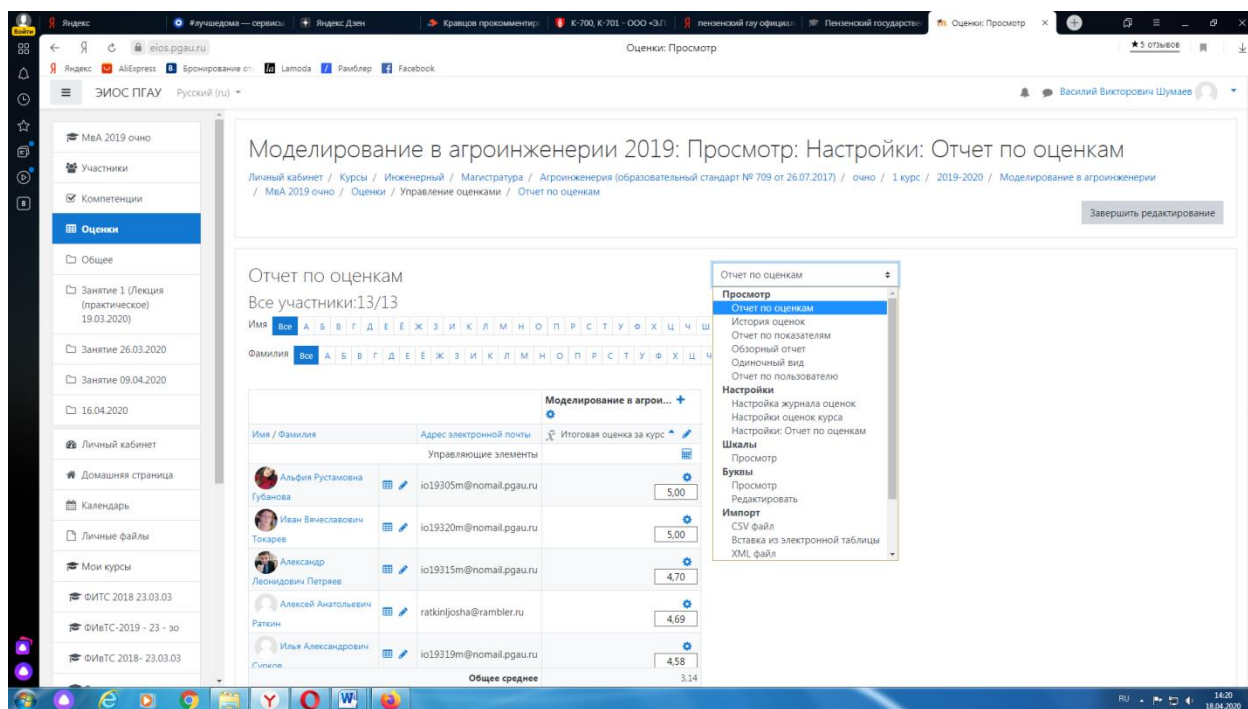 Войти
Яндекс
#лучшедома — сервисы
Яндекс Дзен
Кравцов прокомментир
К-700, К-701 - ООО «ЗЛ
пензенский гау официал
Пензенский государстве
Оценки: Просмотр
eios.pgau.ru
Оценки: Просмотр
★5 отзывов
Яндекс AliExpress Бронирование от Lamoda Рамблер Facebook
ЭИОС ПГАУ Русский (ru)
Василий Викторович Шумаев
МвА 2019 очно
Участники
Компетенции
Оценки
Общее
Занятие 1 (Лекция
(практическое)
19.03.2020)
Занятие 26.03.2020
Занятие 09.04.2020
16.04.2020
Личный кабинет
Домашняя страница
Календарь
Личные файлы
Мои курсы
ФИТС 2018 23.03.03
ФИвТС-2019 - 23 - зо
ФИвТС 2018- 23.03.03
Моделирование в агроинженерии 2019: Просмотр: Настройки: Отчет по оценкам
Личный кабинет / Курсы / Инженерный / Магистратура / Агроинженерия (образовательный стандарт № 709 от 26.07.2017) / очно / 1 курс / 2019-2020 / Моделирование в агроинженерии
/ МвА 2019 очно / Оценки / Управление оценками / Отчет по оценкам
Завершить редактирование
Отчет по оценкам
Все участники:13/13
Имя Все А Б В Г Д Е Ё Ж З И К Л М Н О П Р С Т У Ф Х Ц Ч Ш
Фамилия Все А Б В Г Д Е Ё Ж З И К Л М Н О П Р С Т У Ф Х Ц Ч
Моделирование в агрои...
Имя / Фамилия Адрес электронной почты Итоговая оценка за курс
Управляющие элементы
Альфия Рустамовна
Губанова
io19305m@nomail.pgau.ru
5,00
Иван Вячеславович
Токарев
io19320m@nomail.pgau.ru
5,00
Александр
Леонидович Петряев
io19315m@nomail.pgau.ru
4,70
Алексей Анатольевич
Раткин
ratkinljosha@rambler.ru
4,69
Илья Александрович
Сурков
io19319m@nomail.pgau.ru
4,58
Общее среднее 3.14
Отчет по оценкам
Просмотр
Отчет по оценкам
История оценок
Отчет по показателям
Обзорный отчет
Одиночный вид
Отчет по пользователю
Настройки
Настройка журнала оценок
Настройки оценок курса
Настройки: Отчет по оценкам
Шкалы
Просмотр
Буквы
Просмотр
Редактировать
Импорт
CSV файл
Вставка из электронной таблицы
XML файл
RU
14:20
18.04.2020